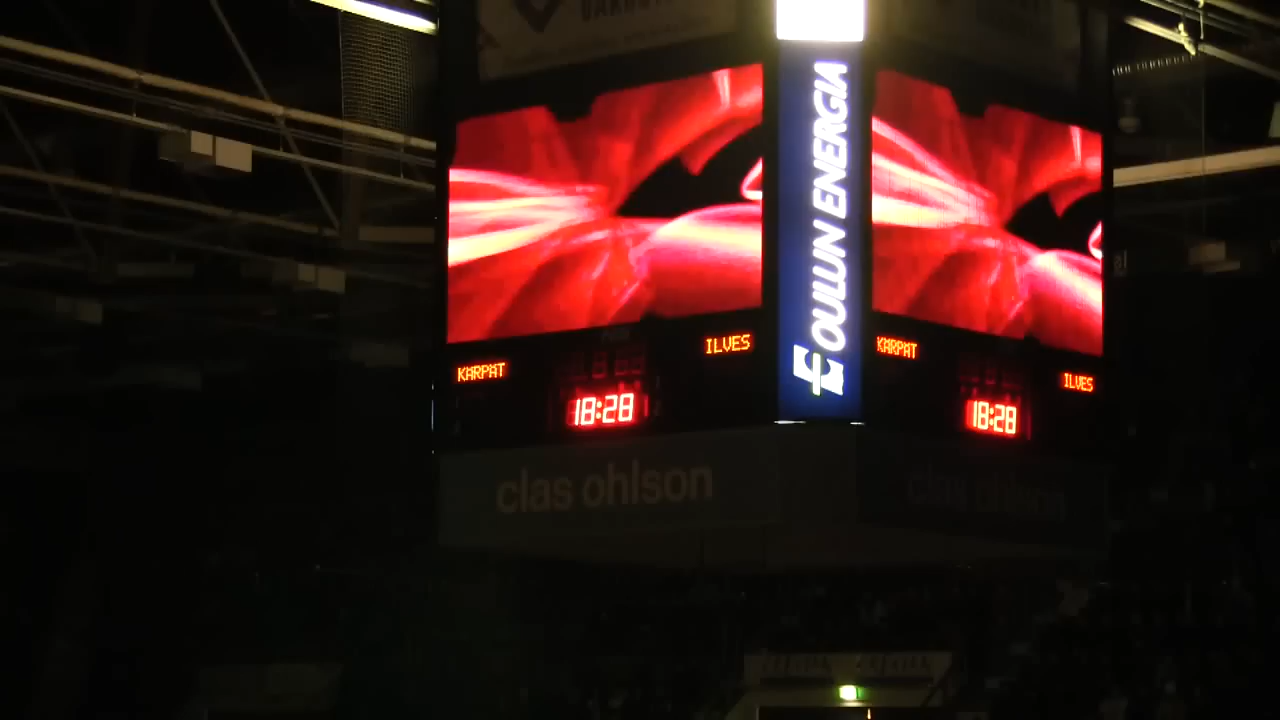 OULUN ENERGIA
KARPAT
ILVES
18:28
KARPAT
ILVES
18:28
clas ohlson
clas ohlson